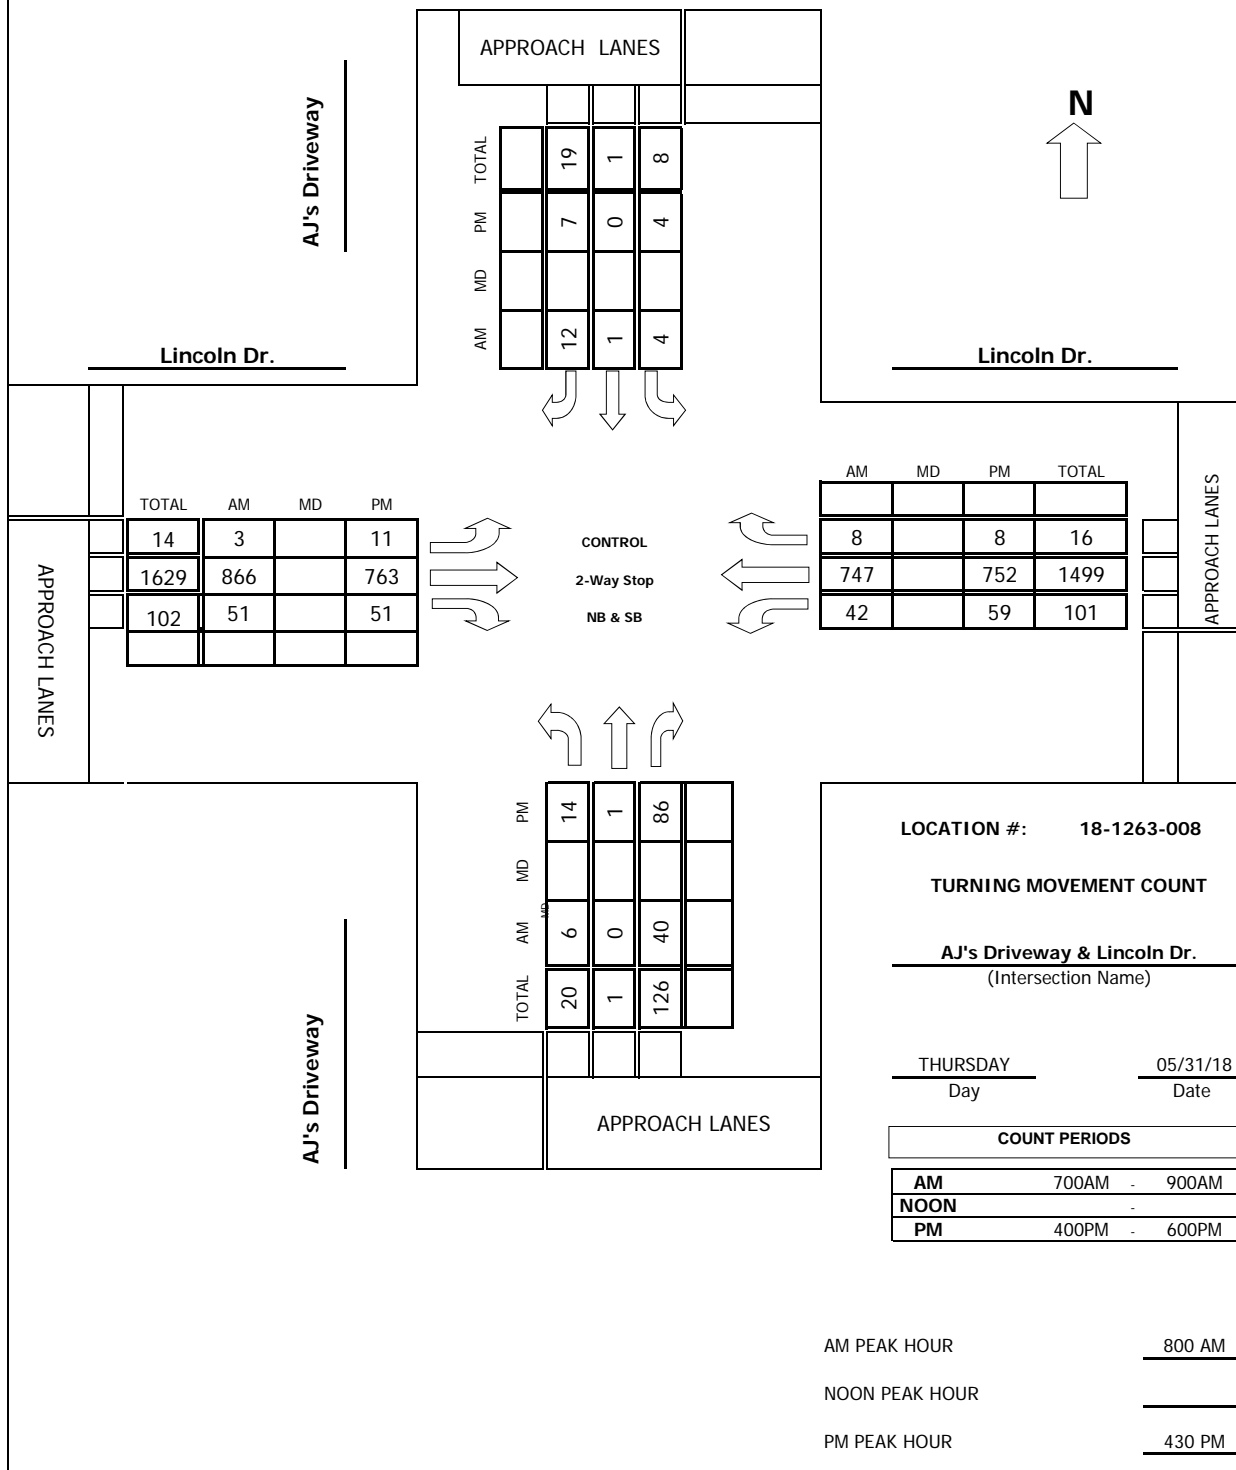 APPROACH LANES
N
AJ's Driveway
TOTAL 19 1 8
PM 7 0 4
MD
AM 12 1 4
Lincoln Dr.
Lincoln Dr.
TOTAL AM MD PM
14 3 11
1629 866 763
102 51 51
APPROACH LANES
CONTROL
2-Way Stop
NB & SB
AM MD PM TOTAL
8 8 16
747 752 1499
42 59 101
APPROACH LANES
PM 14 1 86
MD
MD
AM 6 0 40
TOTAL 20 1 126
AJ's Driveway
APPROACH LANES
LOCATION #: 18-1263-008
TURNING MOVEMENT COUNT
AJ's Driveway & Lincoln Dr.
(Intersection Name)
THURSDAY 05/31/18
Day Date
COUNT PERIODS
AM 700AM - 900AM
NOON -
PM 400PM - 600PM
AM PEAK HOUR 800 AM
NOON PEAK HOUR
PM PEAK HOUR 430 PM